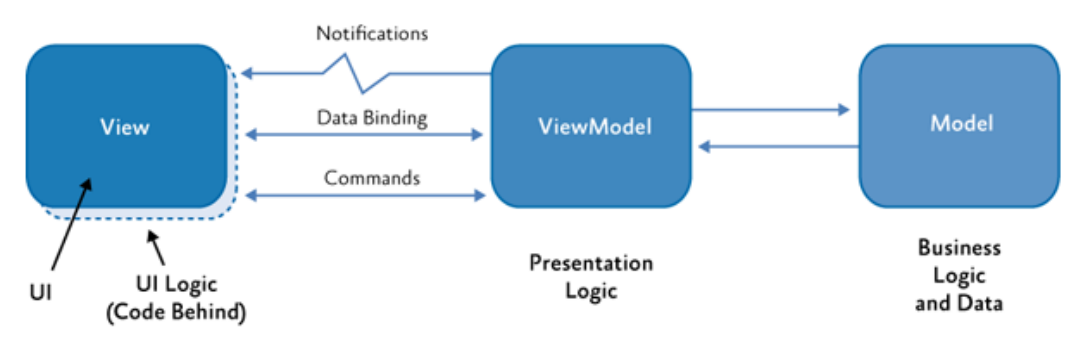 Notifications
View
Data Binding
ViewModel
Model
Commands
UI
UI Logic
(Code Behind)
Presentation
Logic
Business
Logic
and Data